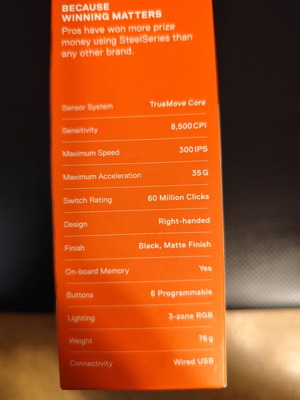 BECAUSE
WINNING MATTERS
Pros have won more prize
money using SteelSeries than
any other brand.
Sensor System TrueMove Core
Sensitivity 8,500 CPI
Maximum Speed 300 IPS
Maximum Acceleration 35 G
Switch Rating 60 Million Clicks
Design Right-handed
Finish Black, Matte Finish
On-board Memory Yes
Buttons 6 Programmable
Lighting 3-zone RGB
Weight 76 g
Connectivity Wired USB